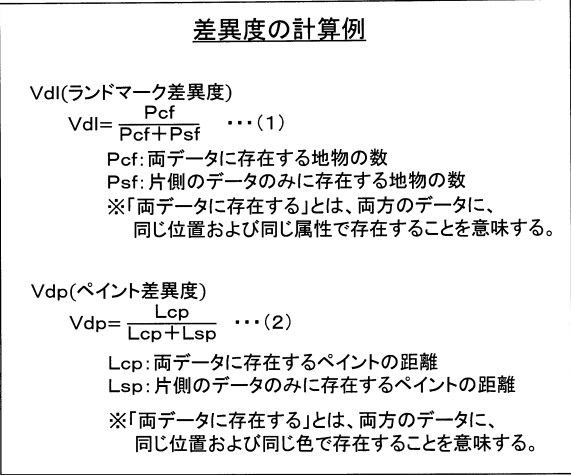 差異度の計算例
Vdl(ランドマーク差異度)
Vdl=Pcf/Pcf+Psf ･･･(1)
Pcf:両データに存在する地物の数
Psf:片側のデータのみに存在する地物の数
※「両データに存在する」とは、両方のデータに、
同じ位置および同じ属性で存在することを意味する。
Vdp(ペイント差異度)
Vdp=Lcp/Lcp+Lsp ･･･(2)
Lcp:両データに存在するペイントの距離
Lsp:片側のデータのみに存在するペイントの距離
※「両データに存在する」とは、両方のデータに、
同じ位置および同じ色で存在することを意味する。